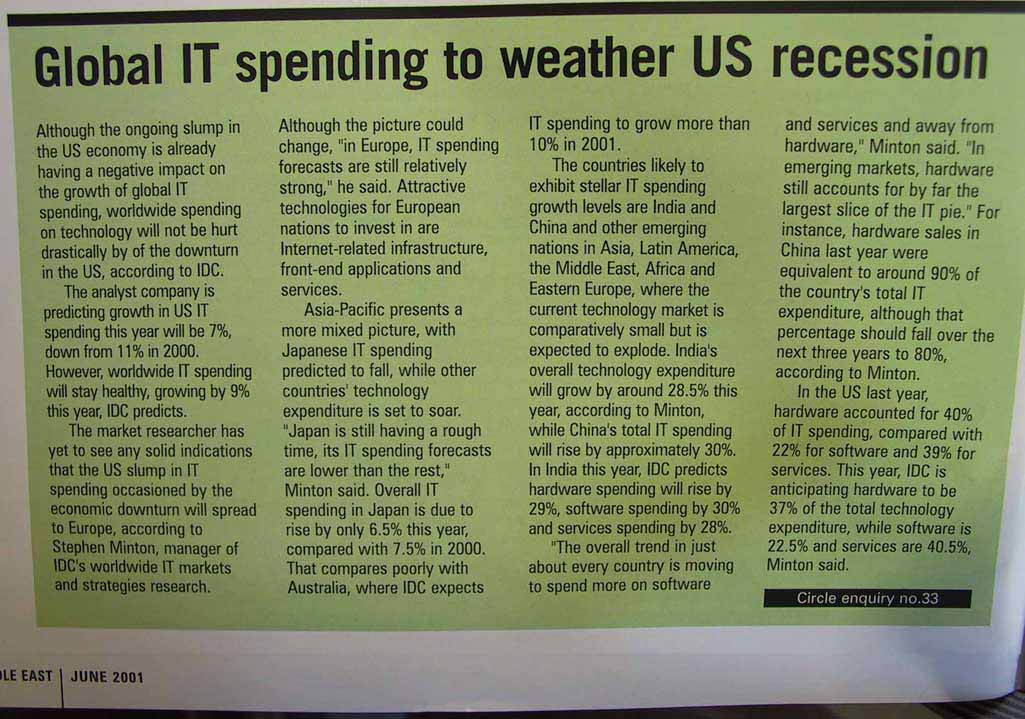 Global IT spending to weather US recession
Although the ongoing slump in
the US economy is already
having a negative impact on
the growth of global IT
spending, worldwide spending
on technology will not be hurt
drastically by of the downturn
in the US, according to IDC.
The analyst company is
predicting growth in US IT
spending this year will be 7%,
down from 11% in 2000.
However, worldwide IT spending
will stay healthy, growing by 9%
this year, IDC predicts.
The market researcher has
yet to see any solid indications
that the US slump in IT
spending occasioned by the
economic downturn will spread
to Europe, according to
Stephen Minton, manager of
IDC's worldwide IT markets
and strategies research.
Although the picture could
change, "in Europe, IT spending
forecasts are still relatively
strong," he said. Attractive
technologies for European
nations to invest in are
Internet-related infrastructure,
front-end applications and
services.
Asia-Pacific presents a
more mixed picture, with
Japanese IT spending
predicted to fall, while other
countries' technology
expenditure is set to soar.
"Japan is still having a rough
time, its IT spending forecasts
are lower than the rest,"
Minton said. Overall IT
spending in Japan is due to
rise by only 6.5% this year,
compared with 7.5% in 2000.
That compares poorly with
Australia, where IDC expects
IT spending to grow more than
10% in 2001.
The countries likely to
exhibit stellar IT spending
growth levels are India and
China and other emerging
nations in Asia, Latin America,
the Middle East, Africa and
Eastern Europe, where the
current technology market is
comparatively small but is
expected to explode. India's
overall technology expenditure
will grow by around 28.5% this
year, according to Minton,
while China's total IT spending
will rise by approximately 30%.
In India this year, IDC predicts
hardware spending will rise by
29%, software spending by 30%
and services spending by 28%.
"The overall trend in just
about every country is moving
to spend more on software
and services and away from
hardware," Minton said. "In
emerging markets, hardware
still accounts for by far the
largest slice of the IT pie." For
instance, hardware sales in
China last year were
equivalent to around 90% of
the country's total IT
expenditure, although that
percentage should fall over the
next three years to 80%,
according to Minton.
In the US last year,
hardware accounted for 40%
of IT spending, compared with
22% for software and 39% for
services. This year, IDC is
anticipating hardware to be
37% of the total technology
expenditure, while software is
22.5% and services are 40.5%,
Minton said.
Circle enquiry no.33
DLE EAST | JUNE 2001